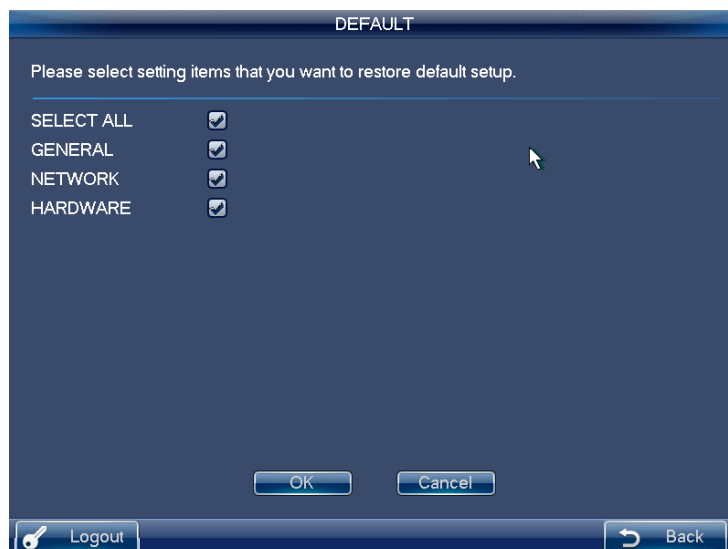 DEFAULT
Please select setting items that you want to restore default setup.
SELECT ALL
GENERAL
NETWORK
HARDWARE
OK Cancel
Logout Back